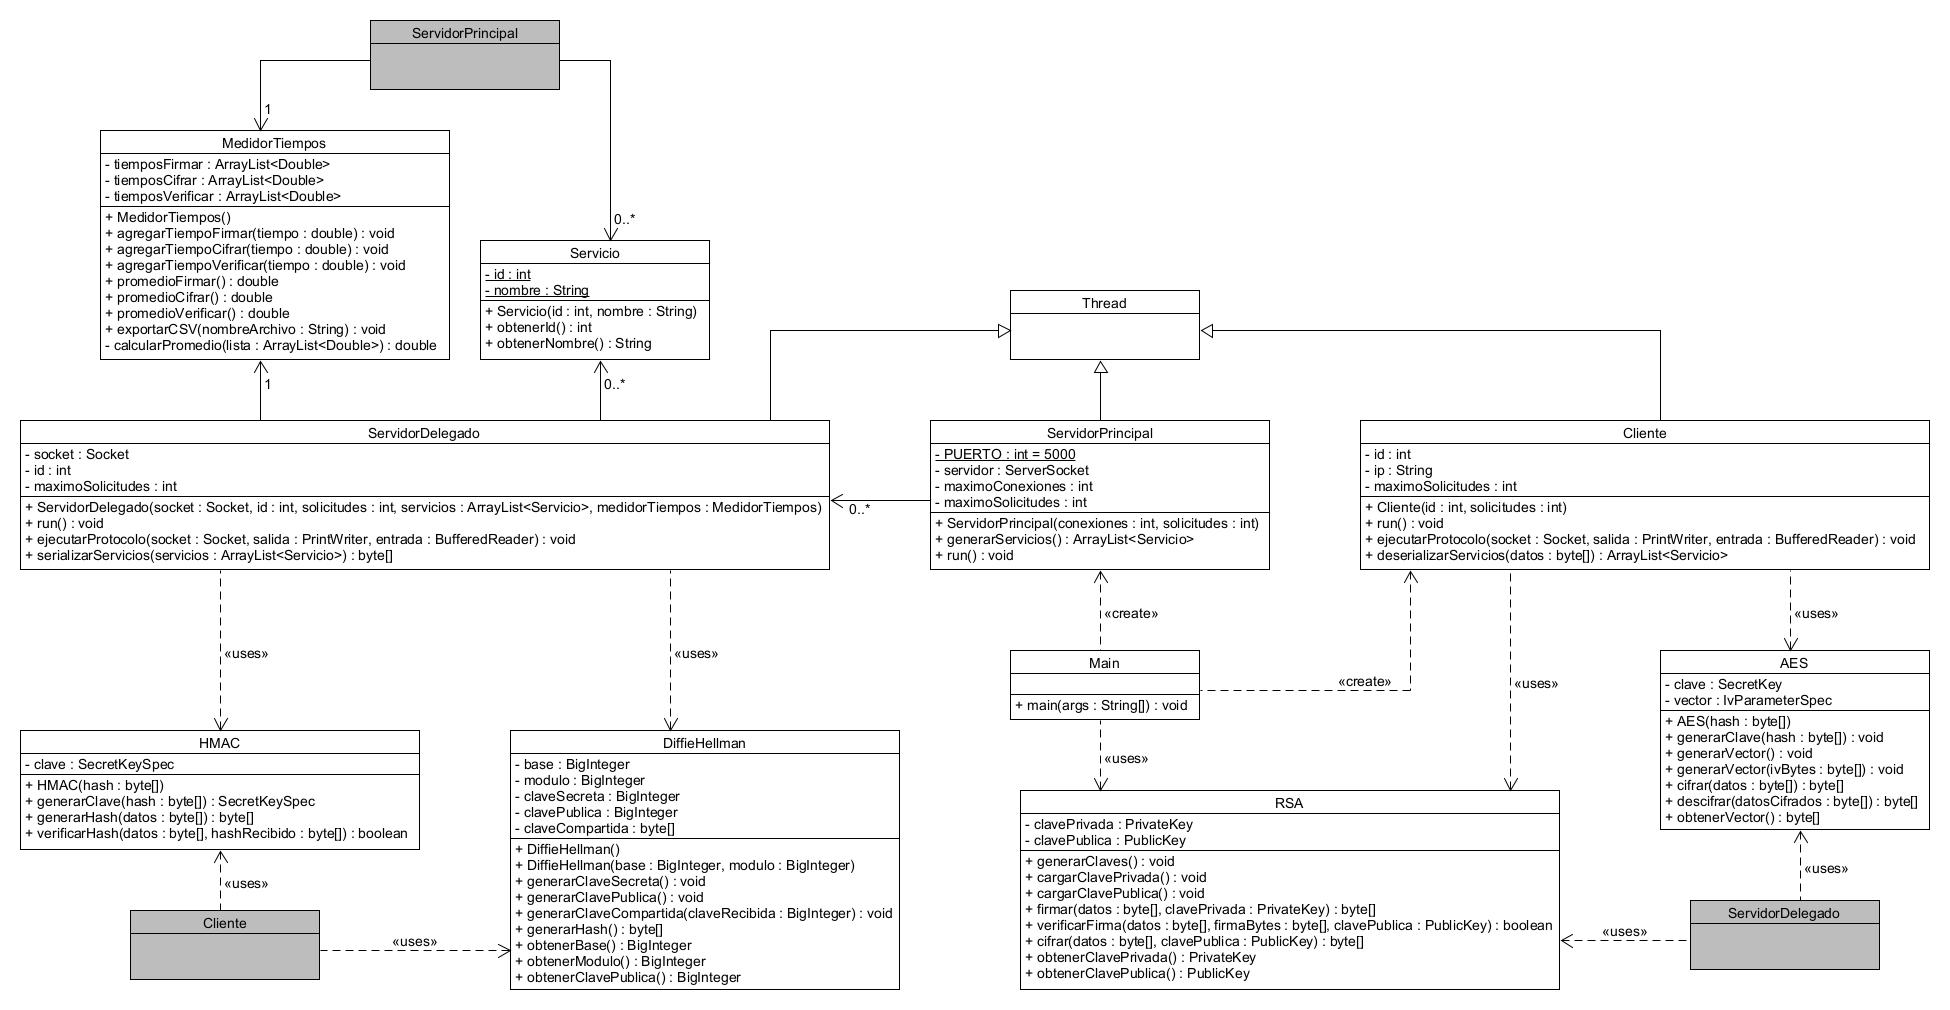 ServidorPrincipal
1
0..*
MedidorTiempos
- tiemposFirmar : ArrayList<Double>
- tiemposCifrar : ArrayList<Double>
- tiemposVerificar : ArrayList<Double>
+ MedidorTiempos()
+ agregarTiempoFirmar(tiempo : double) : void
+ agregarTiempoCifrar(tiempo : double) : void
+ agregarTiempoVerificar(tiempo : double) : void
+ promedioFirmar() : double
+ promedioCifrar() : double
+ promedioVerificar() : double
+ exportarCSV(nombreArchivo : String) : void
- calcularPromedio(lista : ArrayList<Double>) : double
Servicio
- id : int
- nombre : String
+ Servicio(id : int, nombre : String)
+ obtenerId() : int
+ obtenerNombre() : String
Thread
1
0..*
ServidorDelegado
- socket : Socket
- id : int
- maximoSolicitudes : int
+ ServidorDelegado(socket : Socket, id : int, solicitudes : int, servicios : ArrayList<Servicio>, medidorTiempos : MedidorTiempos)
+ run() : void
+ ejecutarProtocolo(socket : Socket, salida : PrintWriter, entrada : BufferedReader) : void
+ serializarServicios(servicios : ArrayList<Servicio>) : byte[]
0..*
ServidorPrincipal
- PUERTO : int = 5000
- servidor : ServerSocket
- maximoConexiones : int
- maximoSolicitudes : int
+ ServidorPrincipal(conexiones : int, solicitudes : int)
+ generarServicios() : ArrayList<Servicio>
+ run() : void
Cliente
- id : int
- ip : String
- maximoSolicitudes : int
+ Cliente(id : int, solicitudes : int)
+ run() : void
+ ejecutarProtocolo(socket : Socket, salida : PrintWriter, entrada : BufferedReader) : void
+ deserializarServicios(datos : byte[]) : ArrayList<Servicio>
«uses»
«uses»
«create»
«create»
«uses»
«uses»
«uses»
Main
+ main(args : String[]) : void
HMAC
- clave : SecretKeySpec
+ HMAC(hash : byte[])
+ generarClave(hash : byte[]) : SecretKeySpec
+ generarHash(datos : byte[]) : byte[]
+ verificarHash(datos : byte[], hashRecibido : byte[]) : boolean
DiffieHellman
- base : BigInteger
- modulo : BigInteger
- claveSecreta : BigInteger
- clavePublica : BigInteger
- claveCompartida : byte[]
+ DiffieHellman()
+ DiffieHellman(base : BigInteger, modulo : BigInteger)
+ generarClaveSecreta() : void
+ generarClavePublica() : void
+ generarClaveCompartida(claveRecibida : BigInteger) : void
+ generarHash() : byte[]
+ obtenerBase() : BigInteger
+ obtenerModulo() : BigInteger
+ obtenerClavePublica() : BigInteger
RSA
- clavePrivada : PrivateKey
- clavePublica : PublicKey
+ generarClaves() : void
+ cargarClavePrivada() : void
+ cargarClavePublica() : void
+ firmar(datos : byte[], clavePrivada : PrivateKey) : byte[]
+ verificarFirma(datos : byte[], firmaBytes : byte[], clavePublica : PublicKey) : boolean
+ cifrar(datos : byte[], clavePublica : PublicKey) : byte[]
+ obtenerClavePrivada() : PrivateKey
+ obtenerClavePublica() : PublicKey
AES
- clave : SecretKey
- vector : IvParameterSpec
+ AES(hash : byte[])
+ generarClave(hash : byte[]) : void
+ generarVector() : void
+ generarVector(ivBytes : byte[]) : void
+ cifrar(datos : byte[]) : byte[]
+ descifrar(datosCifrados : byte[]) : byte[]
+ obtenerVector() : byte[]
«uses»
Cliente
«uses»
«uses»
ServidorDelegado
«uses»